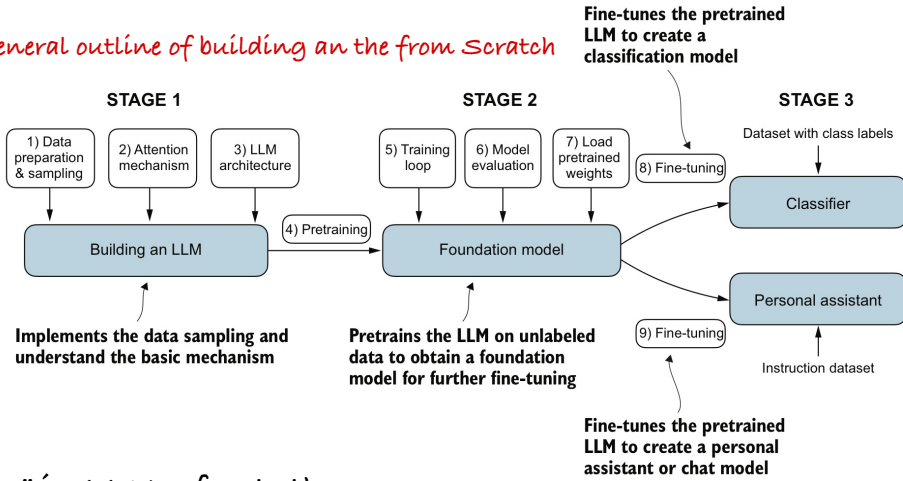 Fine-tunes the pretrained
LLM to create a
classification model
eneral outline of building an the from Scratch
STAGE 1
STAGE 2
STAGE 3
1) Data
preparation
& sampling
2) Attention
mechanism
3) LLM
architecture
4) Pretraining
Building an LLM
Implements the data sampling and
understand the basic mechanism
5) Training
loop
6) Model
evaluation
7) Load
pretrained
weights
Foundation model
Pretrains the LLM on unlabeled
data to obtain a foundation
model for further fine-tuning
8) Fine-tuning
Dataset with class labels
Classifier
Personal assistant
9) Fine-tuning
Instruction dataset
Fine-tunes the pretrained
LLM to create a personal
assistant or chat model